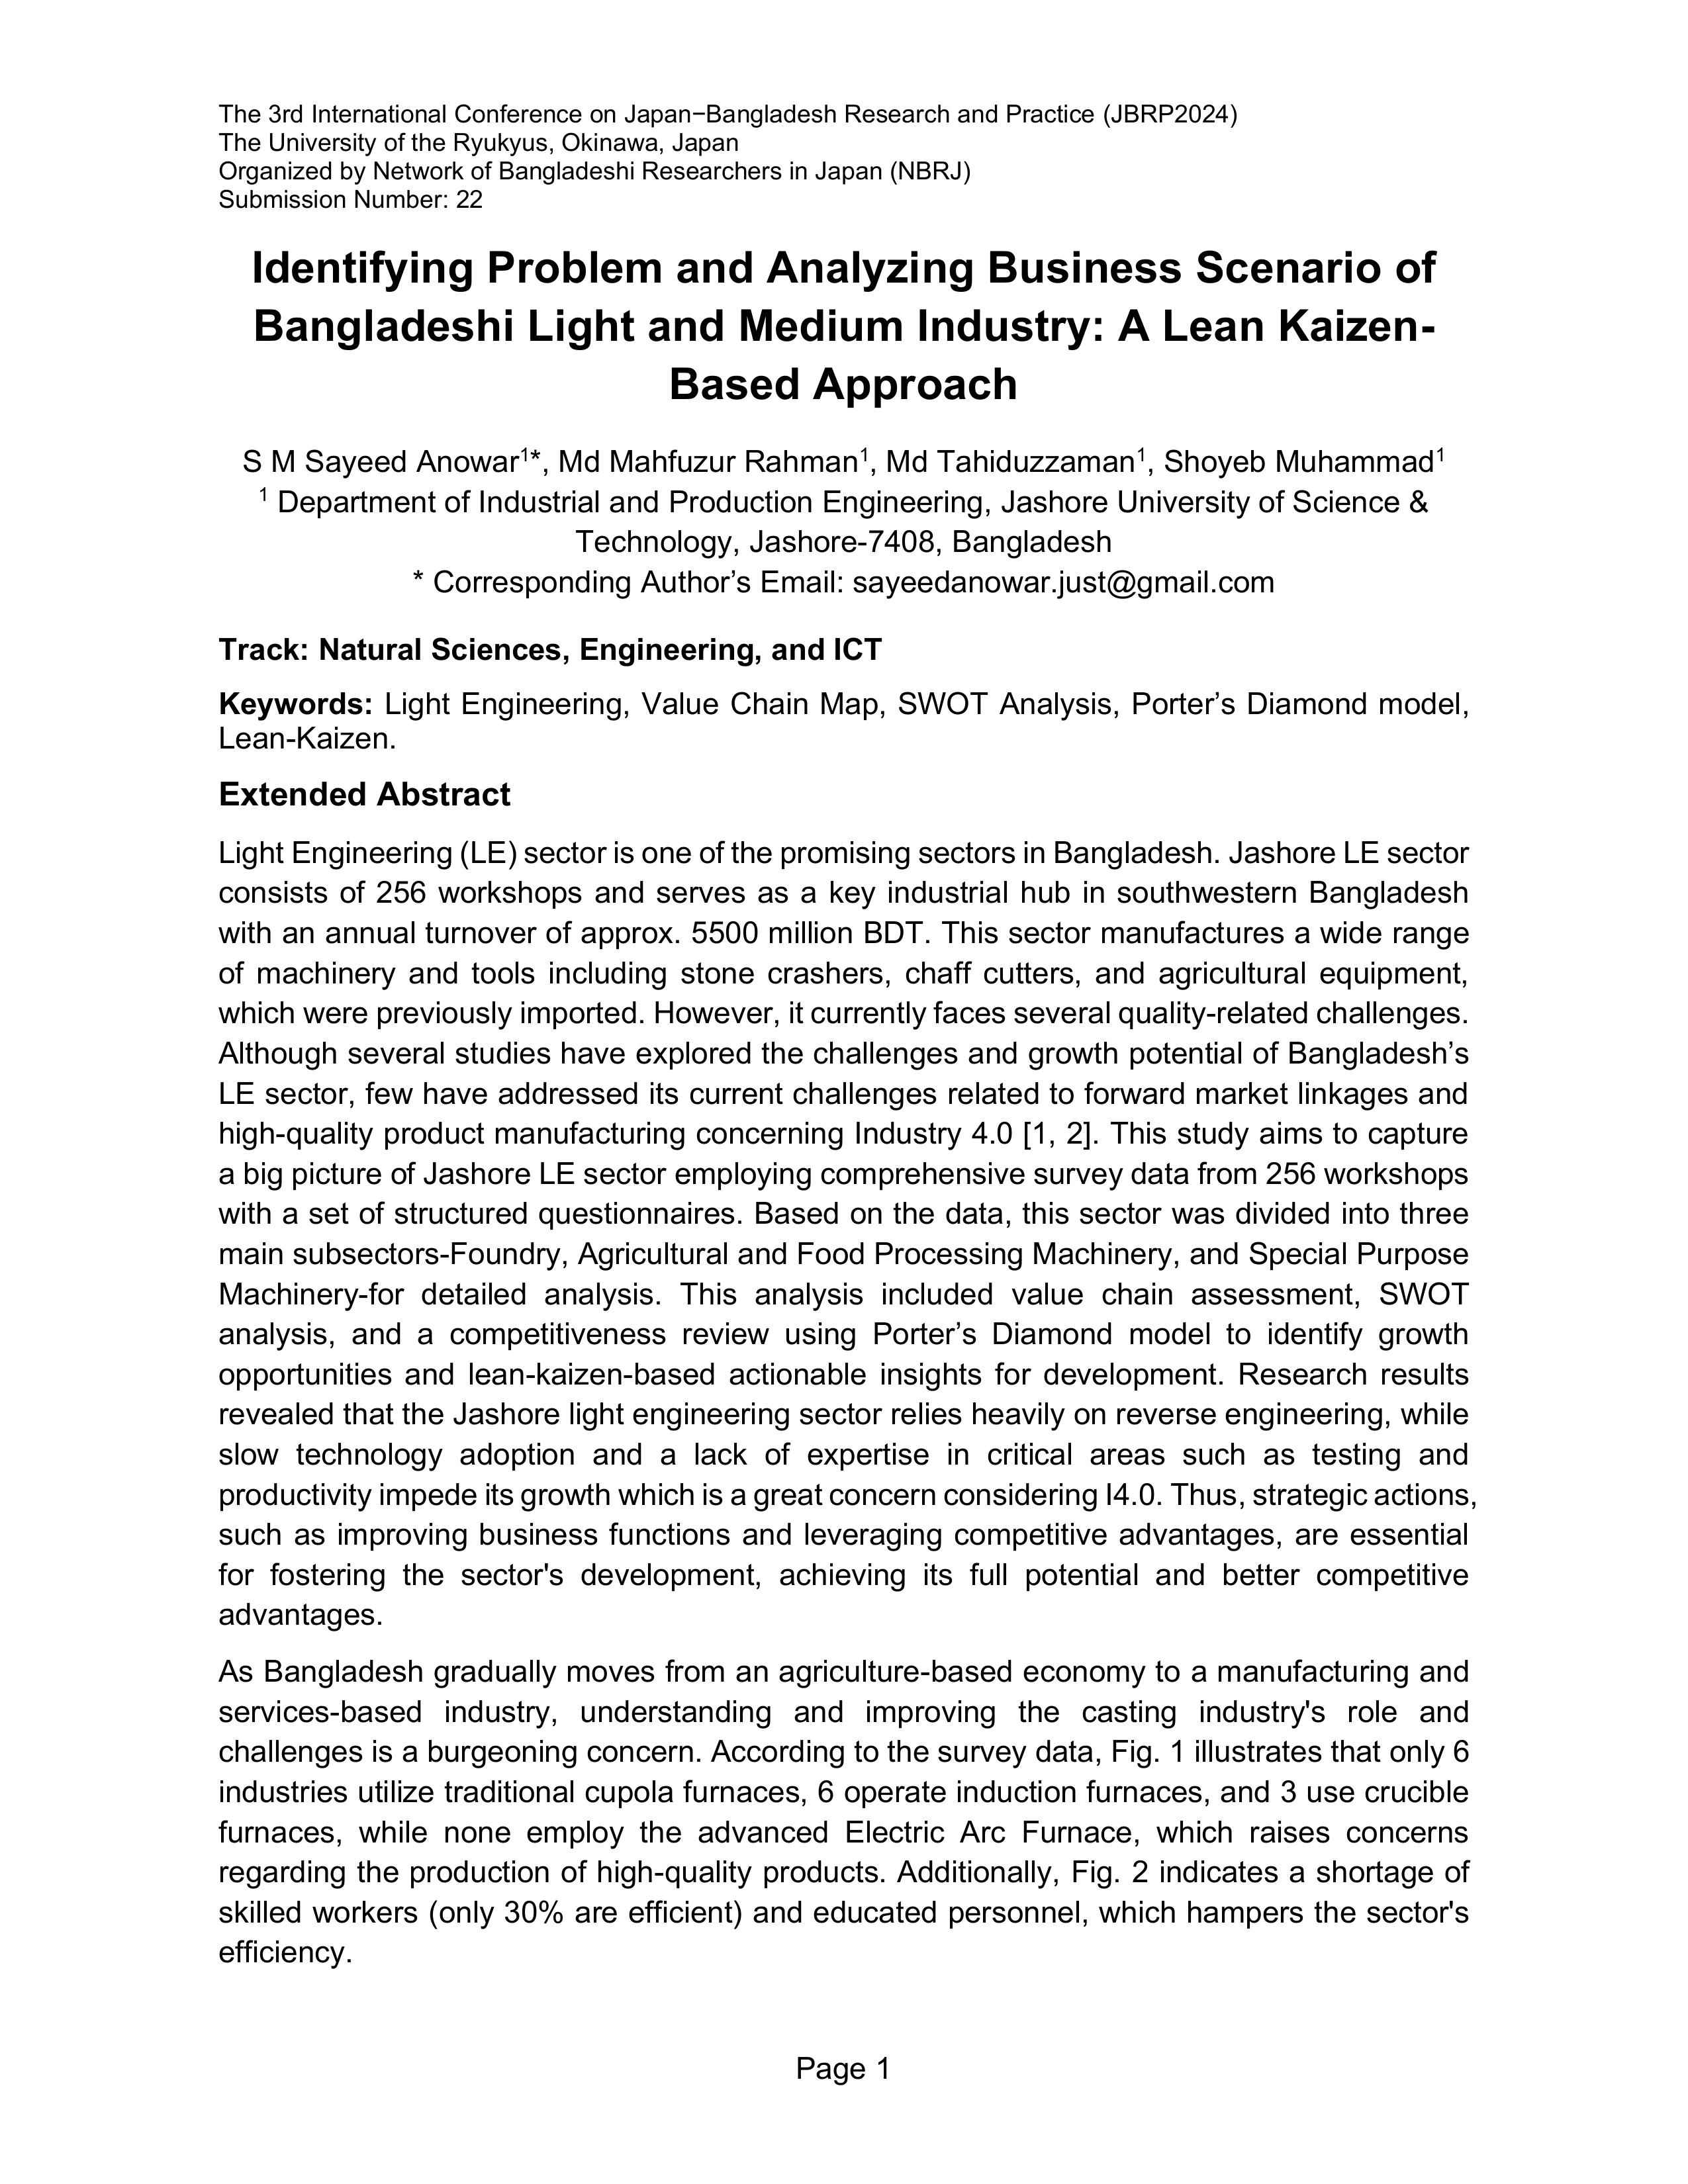 The 3rd International Conference on Japan−Bangladesh Research and Practice (JBRP2024)
The University of the Ryukyus, Okinawa, Japan
Organized by Network of Bangladeshi Researchers in Japan (NBRJ)
Submission Number: 22
Identifying Problem and Analyzing Business Scenario of
Bangladeshi Light and Medium Industry: A Lean Kaizen-
Based Approach
S M Sayeed Anowar¹*, Md Mahfuzur Rahman¹, Md Tahiduzzaman¹, Shoyeb Muhammad¹
¹ Department of Industrial and Production Engineering, Jashore University of Science &
Technology, Jashore-7408, Bangladesh
* Corresponding Author’s Email: sayeedanowar.just@gmail.com
Track: Natural Sciences, Engineering, and ICT
Keywords: Light Engineering, Value Chain Map, SWOT Analysis, Porter’s Diamond model,
Lean-Kaizen.
Extended Abstract
Light Engineering (LE) sector is one of the promising sectors in Bangladesh. Jashore LE sector
consists of 256 workshops and serves as a key industrial hub in southwestern Bangladesh
with an annual turnover of approx. 5500 million BDT. This sector manufactures a wide range
of machinery and tools including stone crashers, chaff cutters, and agricultural equipment,
which were previously imported. However, it currently faces several quality-related challenges.
Although several studies have explored the challenges and growth potential of Bangladesh’s
LE sector, few have addressed its current challenges related to forward market linkages and
high-quality product manufacturing concerning Industry 4.0 [1, 2]. This study aims to capture
a big picture of Jashore LE sector employing comprehensive survey data from 256 workshops
with a set of structured questionnaires. Based on the data, this sector was divided into three
main subsectors-Foundry, Agricultural and Food Processing Machinery, and Special Purpose
Machinery-for detailed analysis. This analysis included value chain assessment, SWOT
analysis, and a competitiveness review using Porter’s Diamond model to identify growth
opportunities and lean-kaizen-based actionable insights for development. Research results
revealed that the Jashore light engineering sector relies heavily on reverse engineering, while
slow technology adoption and a lack of expertise in critical areas such as testing and
productivity impede its growth which is a great concern considering I4.0. Thus, strategic actions,
such as improving business functions and leveraging competitive advantages, are essential
for fostering the sector's development, achieving its full potential and better competitive
advantages.
As Bangladesh gradually moves from an agriculture-based economy to a manufacturing and
services-based industry, understanding and improving the casting industry's role and
challenges is a burgeoning concern. According to the survey data, Fig. 1 illustrates that only 6
industries utilize traditional cupola furnaces, 6 operate induction furnaces, and 3 use crucible
furnaces, while none employ the advanced Electric Arc Furnace, which raises concerns
regarding the production of high-quality products. Additionally, Fig. 2 indicates a shortage of
skilled workers (only 30% are efficient) and educated personnel, which hampers the sector's
efficiency.
Page 1